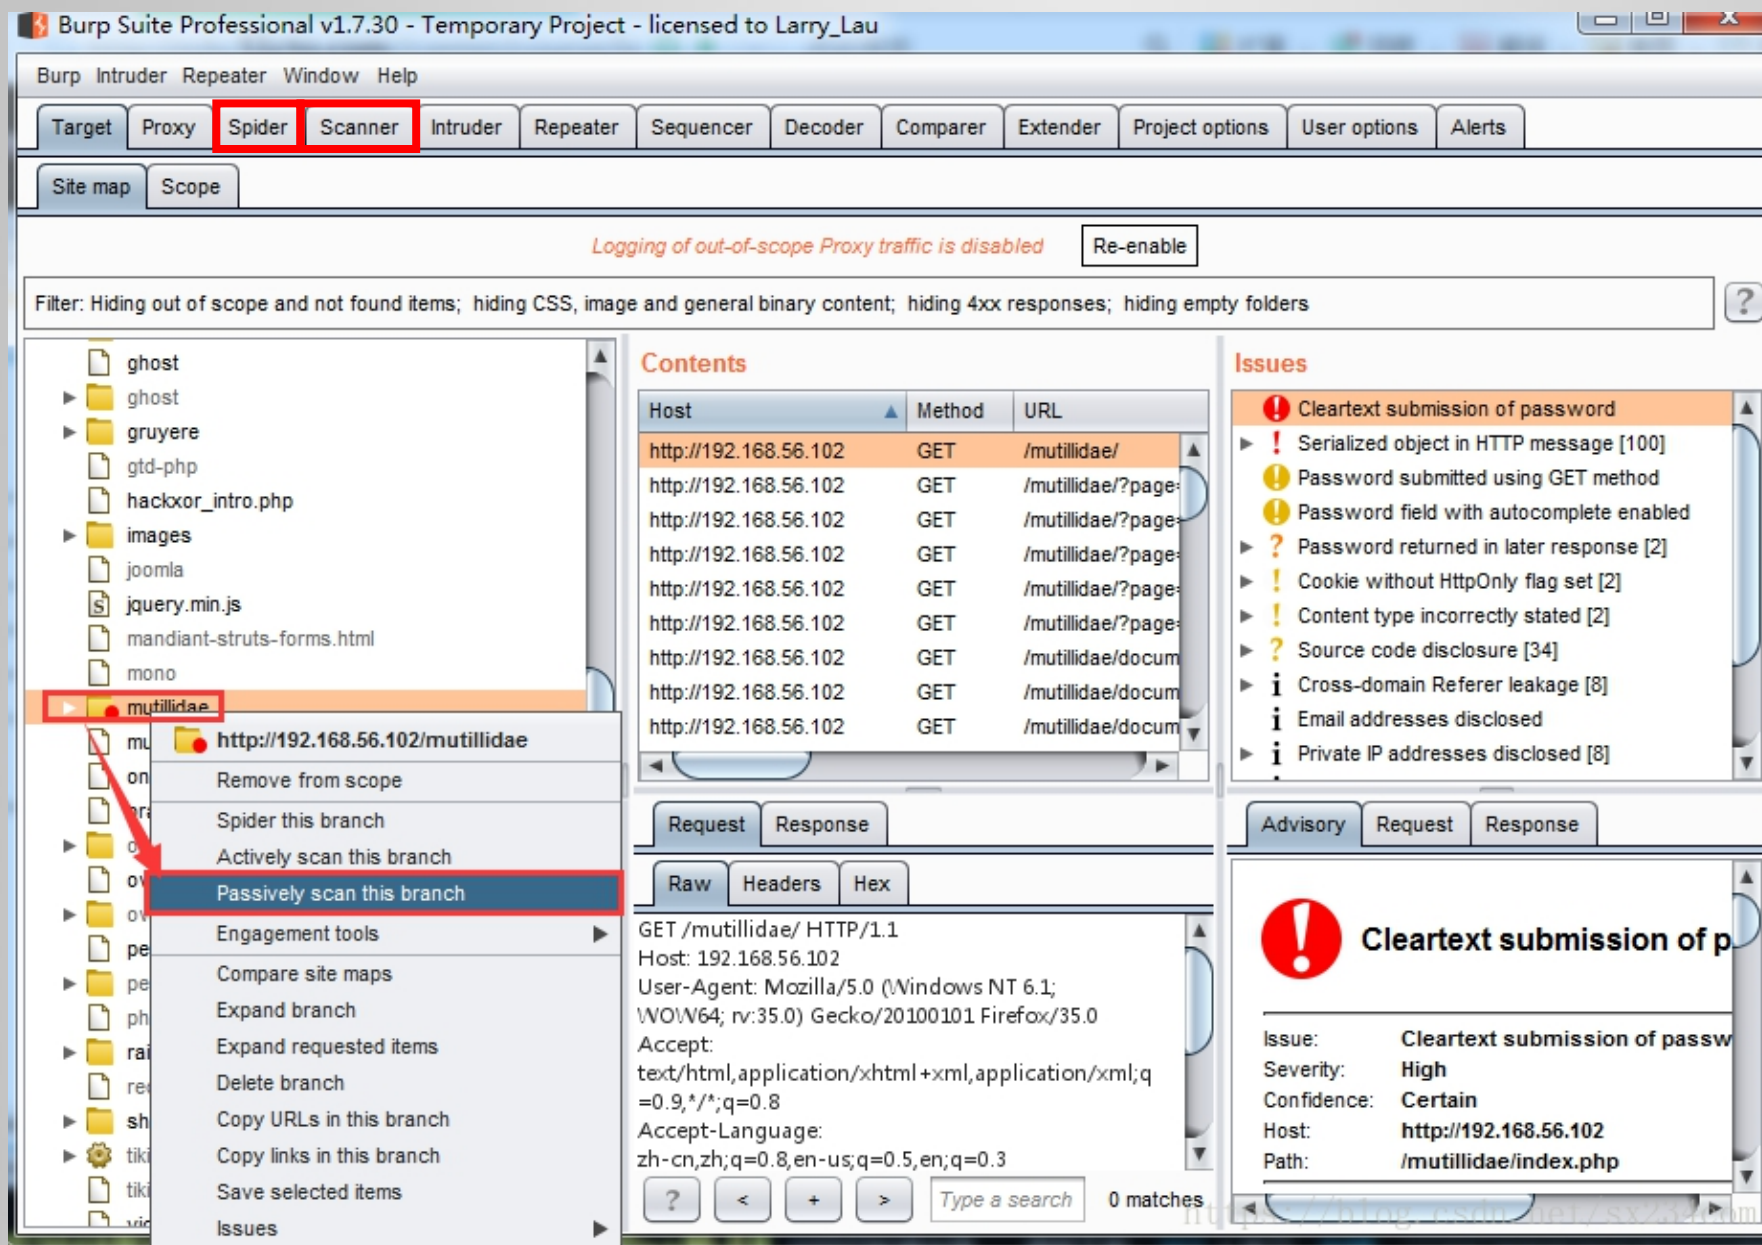 Burp Suite Professional v1.7.30 - Temporary Project - licensed to Larry_Lau
Burp Intruder Repeater Window Help
Target Proxy Spider Scanner Intruder Repeater Sequencer Decoder Comparer Extender Project options User options Alerts
Site map Scope
Logging of out-of-scope Proxy traffic is disabled Re-enable
Filter: Hiding out of scope and not found items; hiding CSS, image and general binary content; hiding 4xx responses; hiding empty folders
?
ghost
ghost
gruyere
gtd-php
hackxor_intro.php
images
joomla
jquery.min.js
mandiant-struts-forms.html
mono
mutillidae
mu
on
ora
o
ov
ov
pe
pe
ph
rai
red
sh
tiki
tiki
http://192.168.56.102/mutillidae
Remove from scope
Spider this branch
Actively scan this branch
Passively scan this branch
Engagement tools
Compare site maps
Expand branch
Expand requested items
Delete branch
Copy URLs in this branch
Copy links in this branch
Save selected items
Issues
Contents
Host Method URL
http://192.168.56.102 GET /mutillidae/
http://192.168.56.102 GET /mutillidae/?page=
http://192.168.56.102 GET /mutillidae/?page=
http://192.168.56.102 GET /mutillidae/?page=
http://192.168.56.102 GET /mutillidae/?page=
http://192.168.56.102 GET /mutillidae/?page=
http://192.168.56.102 GET /mutillidae/docum
http://192.168.56.102 GET /mutillidae/docum
http://192.168.56.102 GET /mutillidae/docum
Request Response
Raw Headers Hex
GET /mutillidae/ HTTP/1.1
Host: 192.168.56.102
User-Agent: Mozilla/5.0 (Windows NT 6.1;
WOW64; rv:35.0) Gecko/20100101 Firefox/35.0
Accept:
text/html,application/xhtml+xml,application/xml;q
=0.9,*/*;q=0.8
Accept-Language:
zh-cn,zh;q=0.8,en-us;q=0.5,en;q=0.3
? < + > Type a search 0 matches
Issues
Cleartext submission of password
Serialized object in HTTP message [100]
Password submitted using GET method
Password field with autocomplete enabled
Password returned in later response [2]
Cookie without HttpOnly flag set [2]
Content type incorrectly stated [2]
Source code disclosure [34]
Cross-domain Referer leakage [8]
Email addresses disclosed
Private IP addresses disclosed [8]
Advisory Request Response
Cleartext submission of p
Issue: Cleartext submission of passw
Severity: High
Confidence: Certain
Host: http://192.168.56.102
Path: /mutillidae/index.php